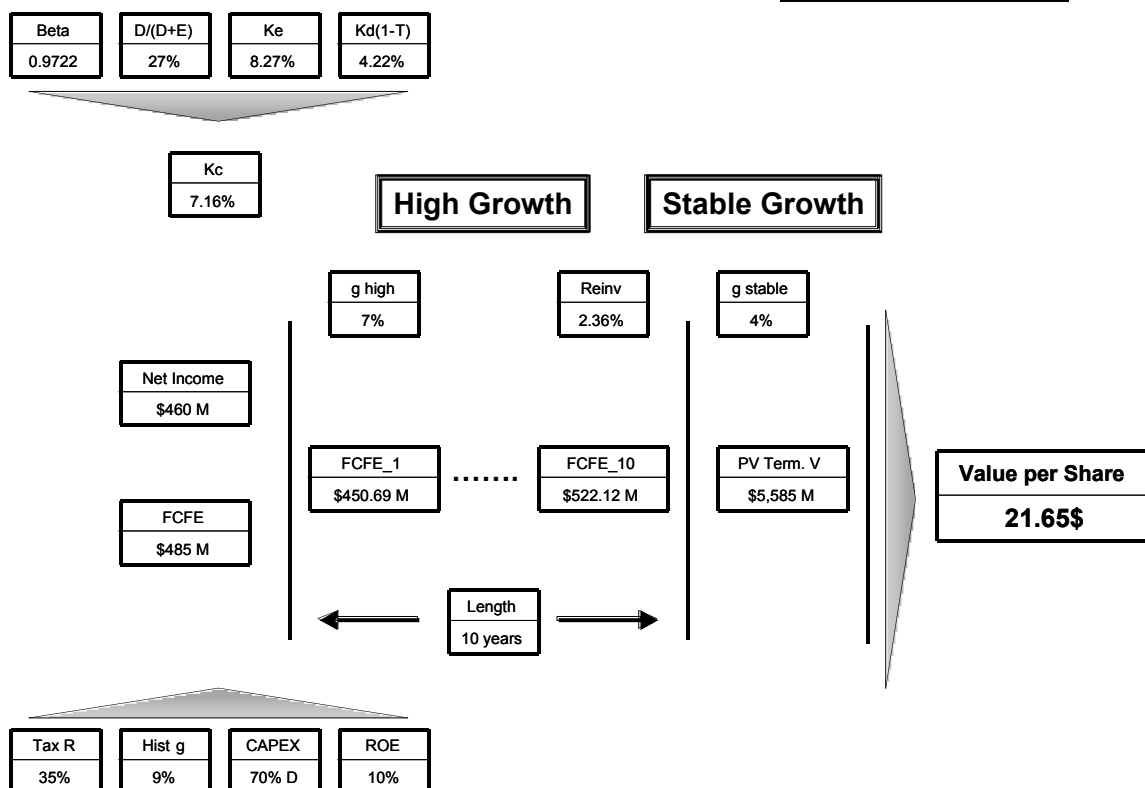 Beta D/(D+E) Ke Kd(1-T)
0.9722 27% 8.27% 4.22%
Kc
7.16%
High Growth Stable Growth
g high Reinv g stable
7% 2.36% 4%
Net Income
$460 M
FCFE_1 ....... FCFE_10 PV Term. V
$450.69 M $522.12 M $5,585 M
Value per Share
21.65$
FCFE
$485 M
Length
10 years
Tax R Hist g CAPEX ROE
35% 9% 70% D 10%